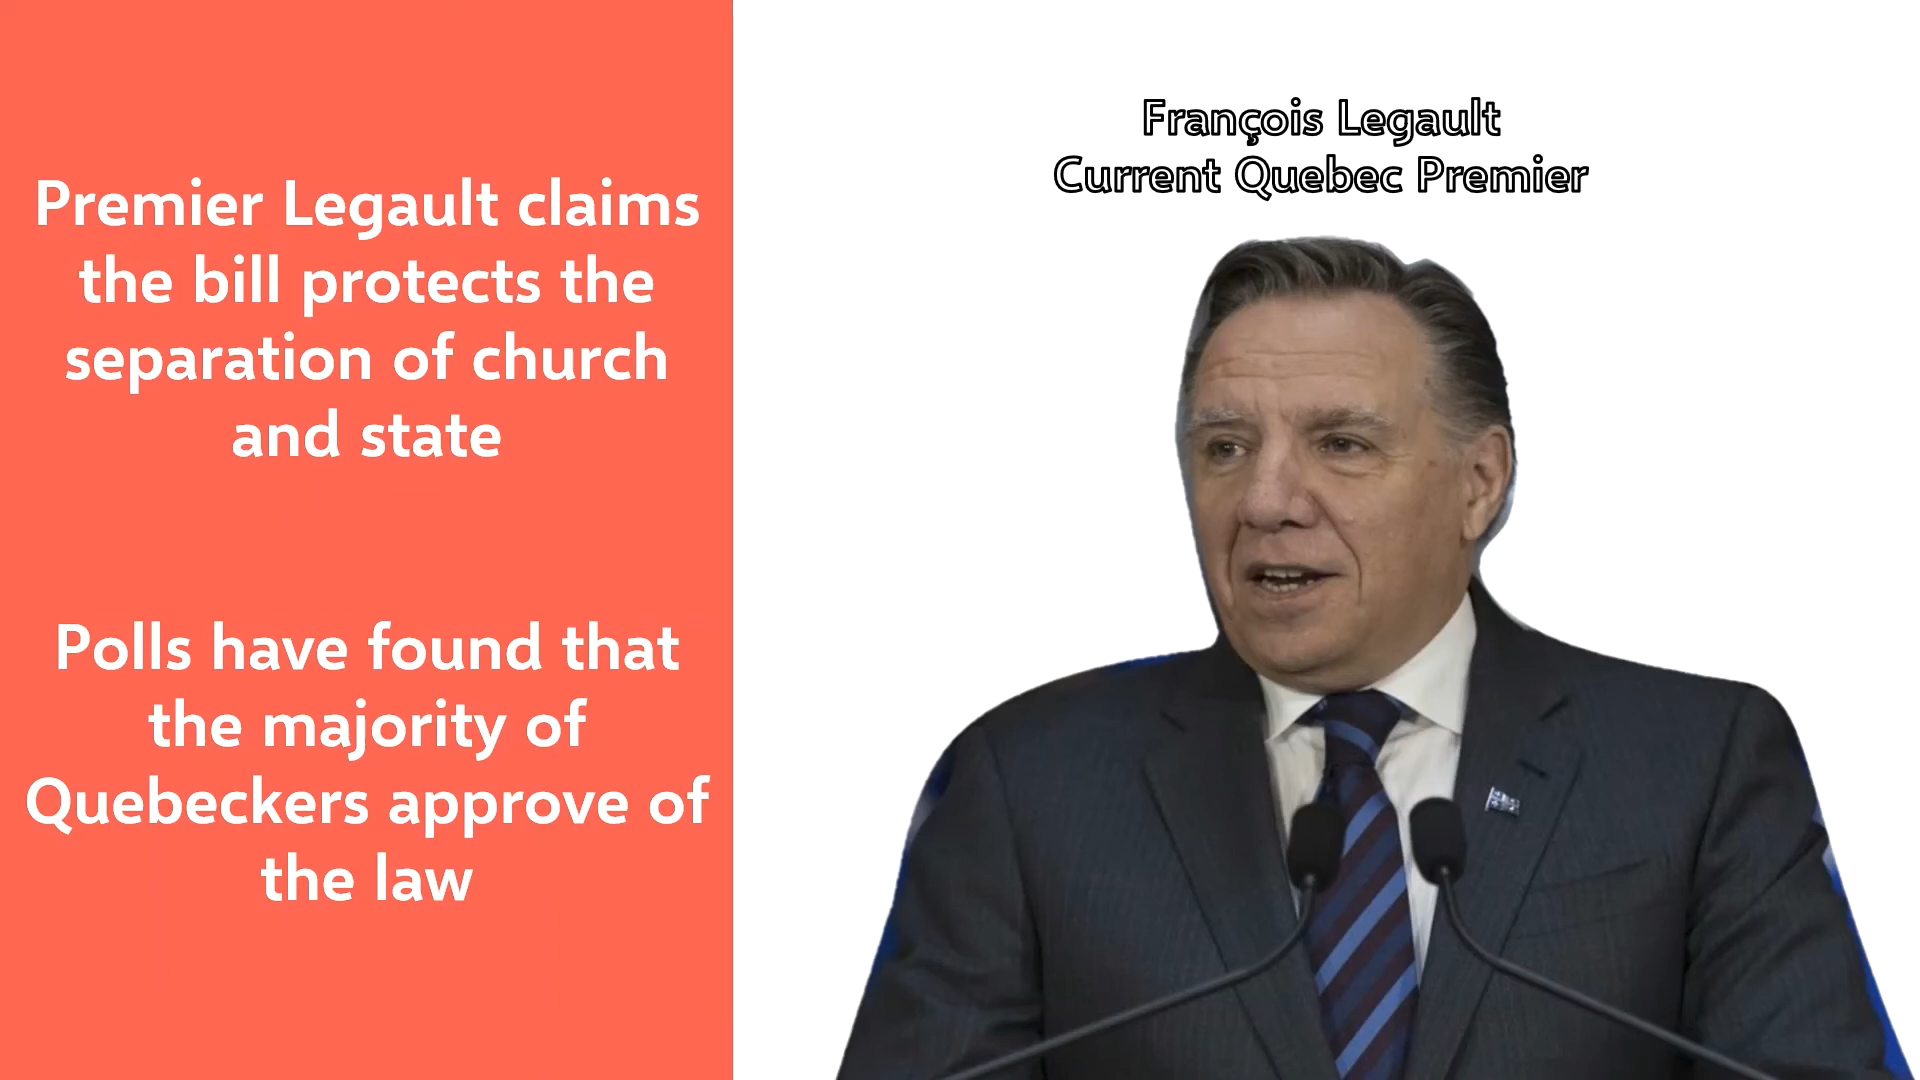 Premier Legault claims
the bill protects the
separation of church
and state
Polls have found that
the majority of
Quebeckers approve of
the law
François Legault
Current Quebec Premier